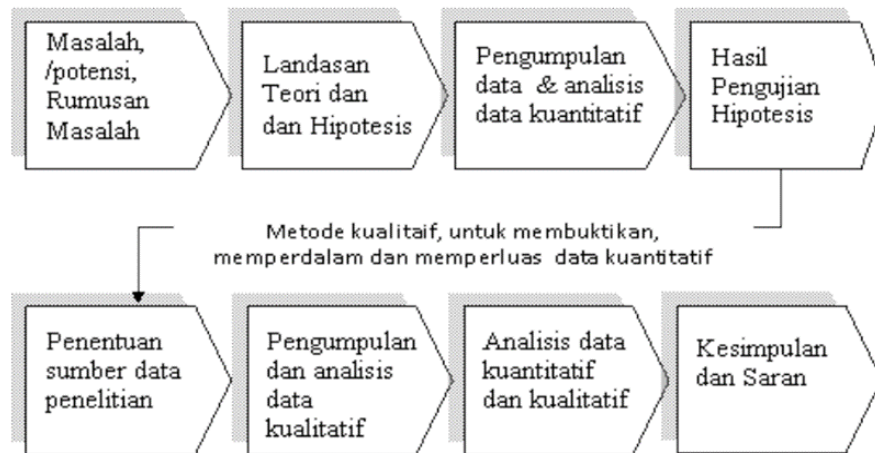 Masalah,
/potensi,
Rumusan
Masalah
Landasan
Teori dan
dan Hipotesis
Pengumpulan
data & analisis
data kuantitatif
Hasil
Pengujian
Hipotesis
Metode kualitaif, untuk membuktikan,
memperdalam dan memperluas data kuantitatif
Penentuan
sumber data
penelitian
Pengumpulan
dan analisis
data
kualitatif
Analisis data
kuantitatif
dan kualitatif
Kesimpulan
dan Saran